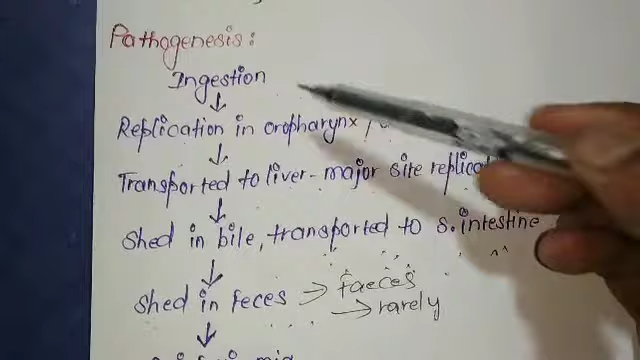 Pathogenesis:
Ingestion
Replication in oropharynx /
Transported to liver - major site
Shed in bile, transported to S. intestine
Shed in feces → faeces
→ rarely